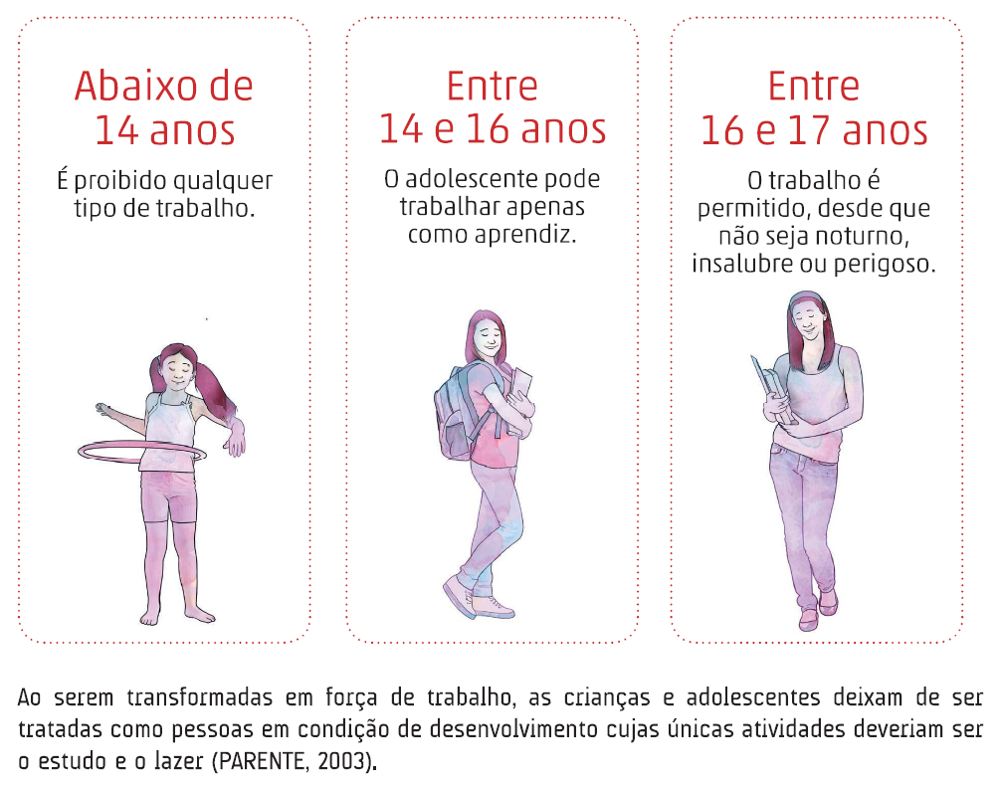 Abaixo de
14 anos
É proibido qualquer
tipo de trabalho.
Entre
14 e 16 anos
O adolescente pode
trabalhar apenas
como aprendiz.
Entre
16 e 17 anos
O trabalho é
permitido, desde que
não seja noturno,
insalubre ou perigoso.
Ao serem transformadas em força de trabalho, as crianças e adolescentes deixam de ser
tratadas como pessoas em condição de desenvolvimento cujas únicas atividades deveriam ser
o estudo e o lazer (PARENTE, 2003).